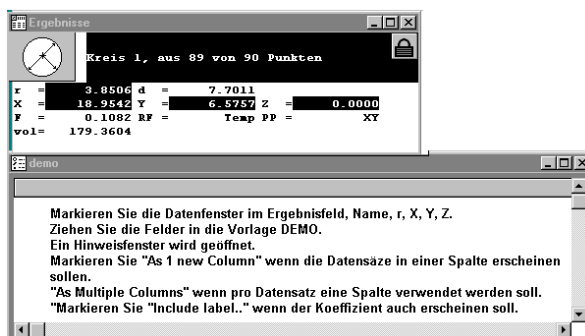 Ergebnisse
Kreis 1, aus 89 von 90 Punkten
r = 3.8506 d = 7.7011
X = 18.9542 Y = 6.5757 Z = 0.0000
F = 0.1082 RF = Temp PP = XY
vol= 179.3604
demo
Markieren Sie die Datenfenster im Ergebnisfeld, Name, r, X, Y, Z.
Ziehen Sie die Felder in die Vorlage DEMO.
Ein Hinweisfenster wird geöffnet.
Markieren Sie "As 1 new Column" wenn die Datensäze in einer Spalte erscheinen
sollen.
"As Multiple Columns" wenn pro Datensatz eine Spalte verwendet werden soll.
"Markieren Sie "Include label.." wenn der Koeffizient auch erscheinen soll.